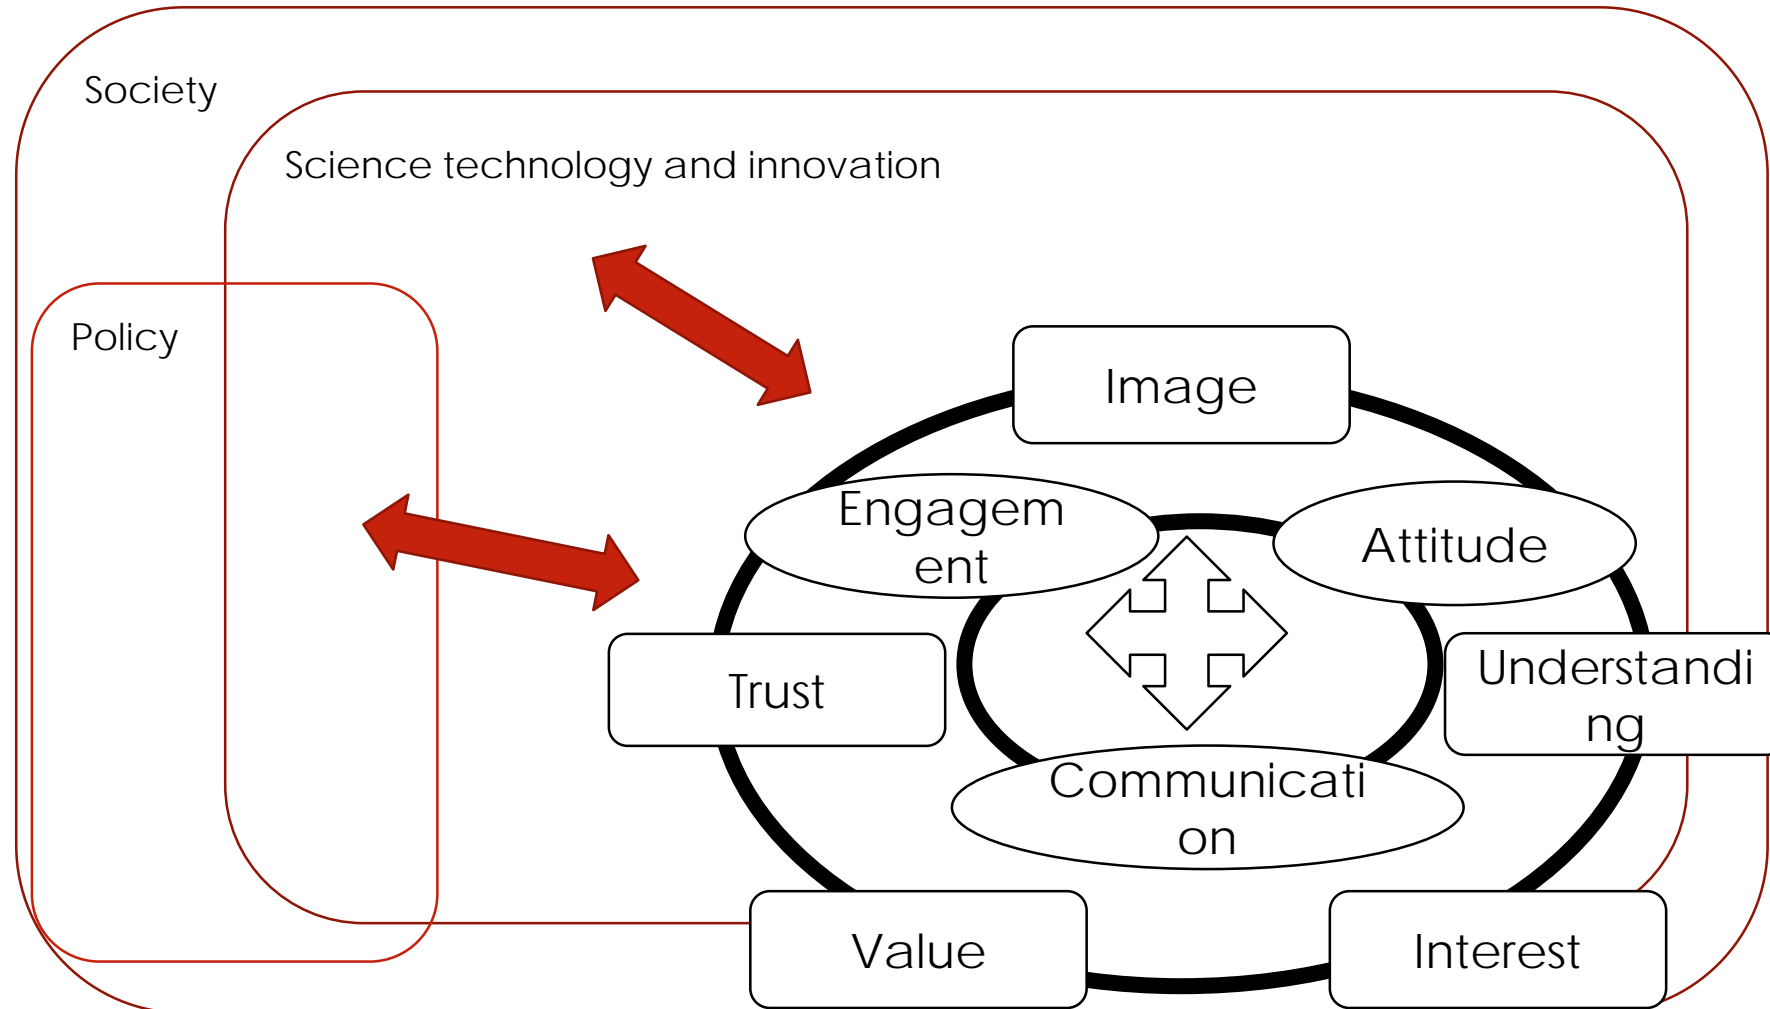 Society
Science technology and innovation
Policy
Image
Engagem
ent
Attitude
Trust
Understandi
ng
Communicati
on
Value
Interest